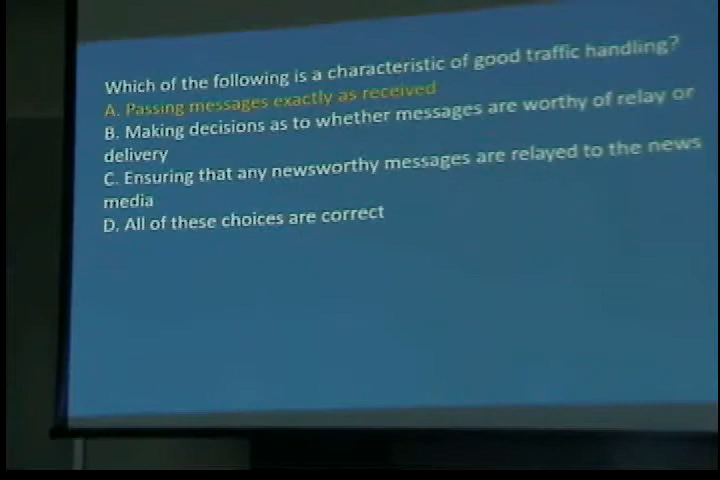 Which of the following is a characteristic of good traffic handling?
A. Passing messages exactly as received
B. Making decisions as to whether messages are worthy of relay or
delivery
C. Ensuring that any newsworthy messages are relayed to the news
media
D. All of these choices are correct